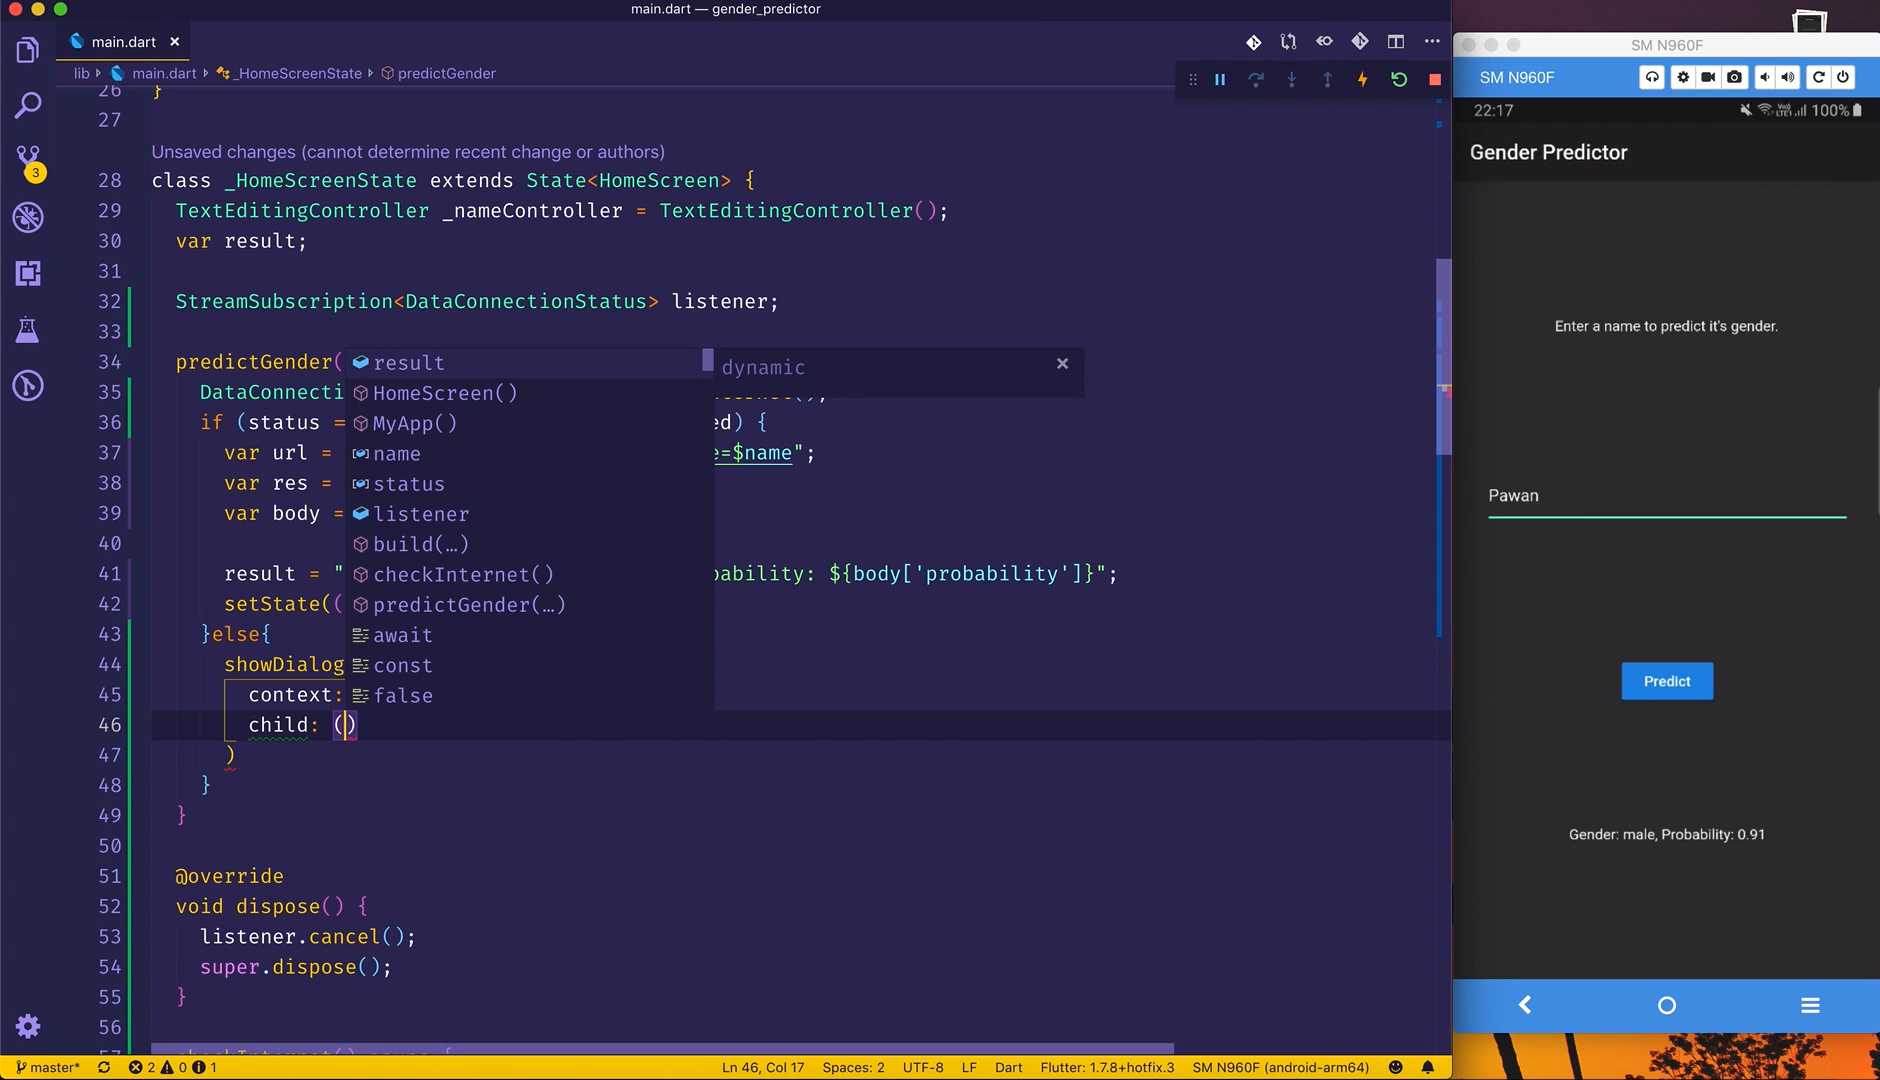 main.dart — gender_predictor
main.dart
lib main.dart _HomeScreenState predictGender
26 }
27
Unsaved changes (cannot determine recent change or authors)
28 class _HomeScreenState extends State<HomeScreen> {
29 TextEditingController _nameController = TextEditingController();
30 var result;
31
32 StreamSubscription<DataConnectionStatus> listener;
33
34 predictGender(
35 DataConnecti
36 if (status = ed) {
37 var url = e=$name";
38 var res =
39 var body =
40
41 result = " bability: ${body['probability']}";
42 setState((
43 }else{
44 showDialog
45 context:
46 child: ()
47 )
48 }
49 }
50
51 @override
52 void dispose() {
53 listener.cancel();
54 super.dispose();
55 }
56
result
HomeScreen()
MyApp()
name
status
listener
build(…)
checkInternet()
predictGender(…)
await
const
false
dynamic
3
master* 2 0 1 Ln 46, Col 17 Spaces: 2 UTF-8 LF Dart Flutter: 1.7.8+hotfix.3 SM N960F (android-arm64)
SM N960F
SM N960F
22:17 100%
Gender Predictor
Enter a name to predict it's gender.
Pawan
Predict
Gender: male, Probability: 0.91